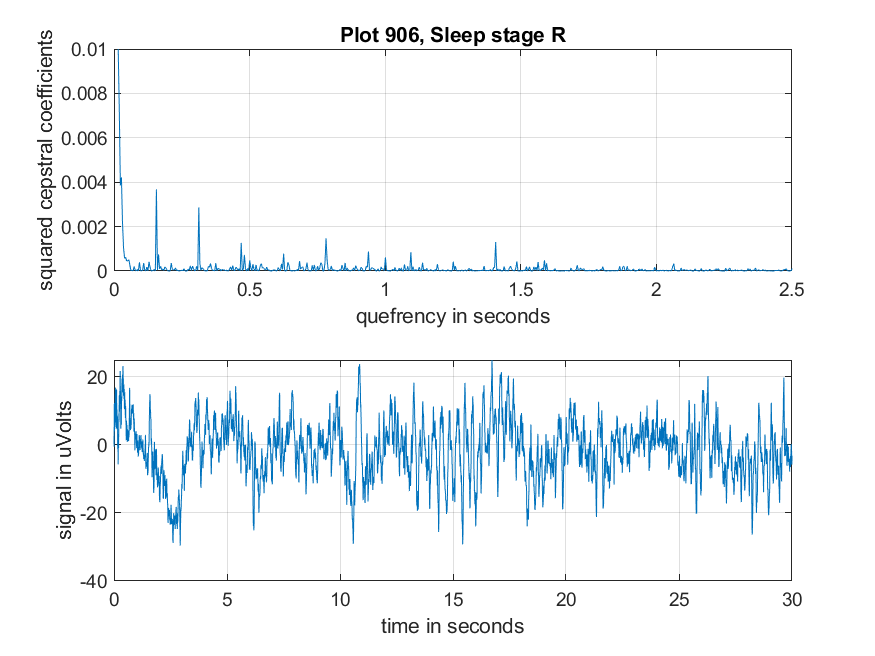 Plot 906, Sleep stage R
squared cepstral coefficients
0.01
0.008
0.006
0.004
0.002
0
0 0.5 1 1.5 2 2.5
quefrency in seconds
signal in uVolts
20
0
-20
-40
0 5 10 15 20 25 30
time in seconds